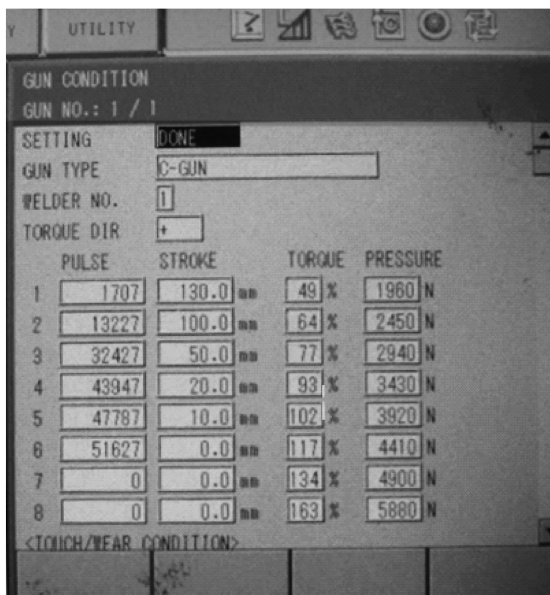 Y UTILITY
GUN CONDITION
GUN NO.: 1 / 1
SETTING DONE
GUN TYPE C-GUN
WELDER NO. 1
TORQUE DIR +
PULSE STROKE TORQUE PRESSURE
1 1707 130.0 mm 49 % 1960 N
2 13227 100.0 mm 64 % 2450 N
3 32427 50.0 mm 77 % 2940 N
4 43947 20.0 mm 93 % 3430 N
5 47787 10.0 mm 102 % 3920 N
6 51627 0.0 mm 117 % 4410 N
7 0 0.0 mm 134 % 4900 N
8 0 0.0 mm 163 % 5880 N
<TOUCH/WEAR CONDITION>